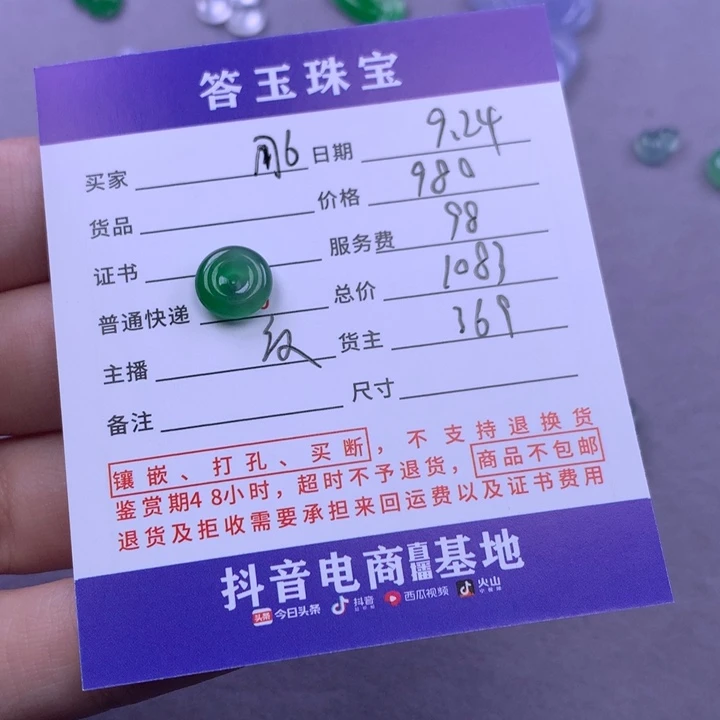 答玉珠宝
买家 用6 日期 9.24
货品 价格 980
证书 服务费 98
普通快递 总价 1083
主播 货主 169
备注 尺寸
镶嵌、打孔、买断,不支持退换货
鉴赏期48小时,超时不予退货,商品不包邮
退货及拒收需要承担来回运费以及证书费用
抖音电商直播基地
头条 今日头条 抖音 西瓜视频 火山